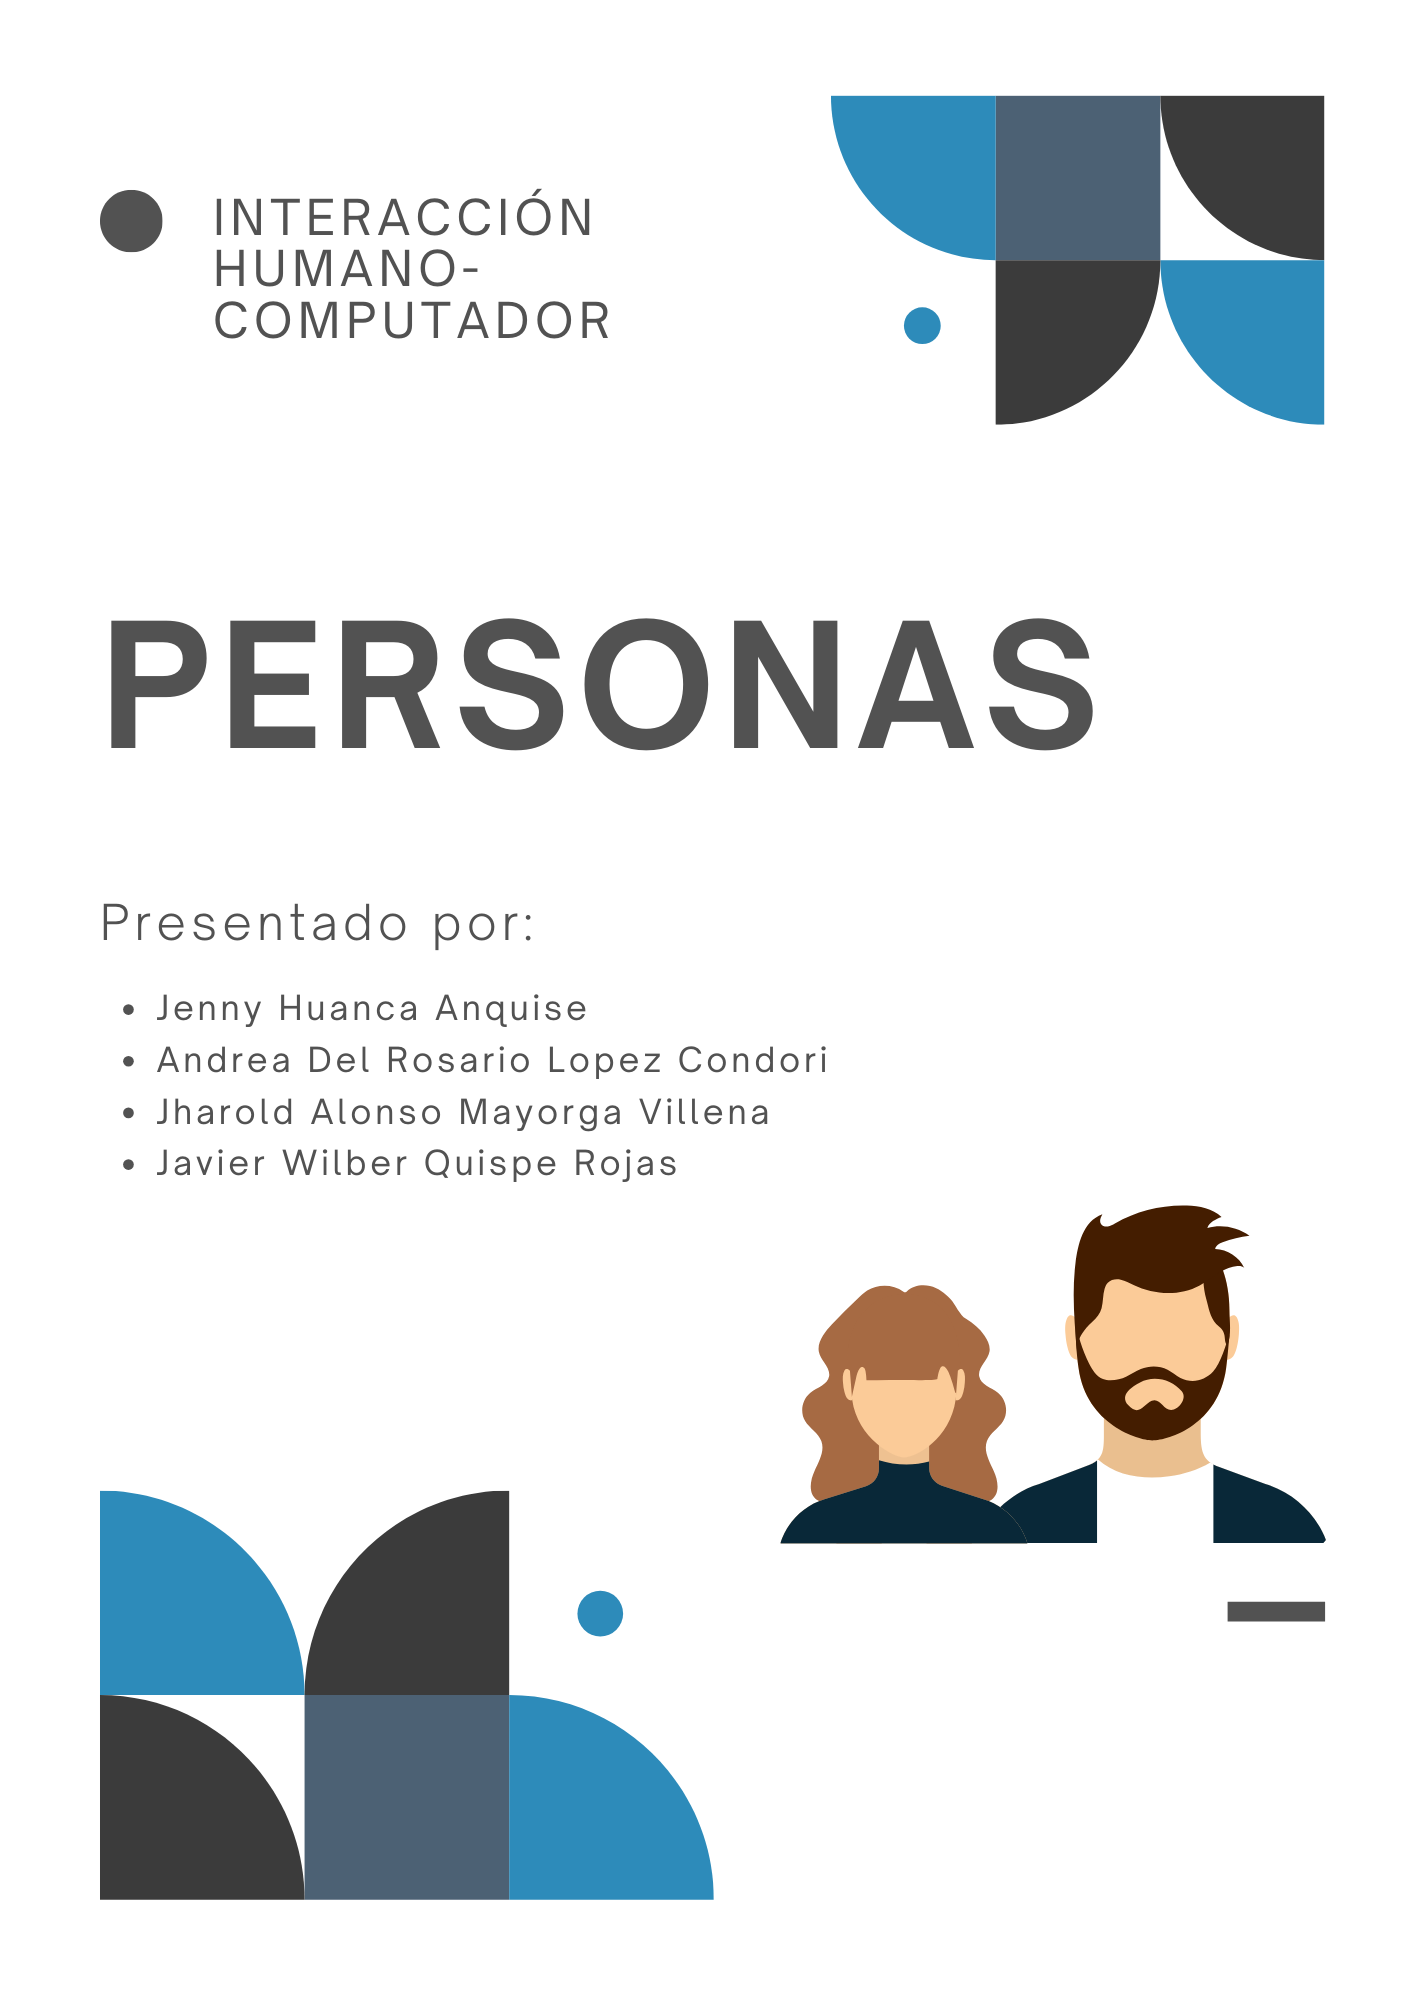 INTERACCIÓN
HUMANO-
COMPUTADOR
PERSONAS
Presentado por:
• Jenny Huanca Anquise
• Andrea Del Rosario Lopez Condori
• Jharold Alonso Mayorga Villena
• Javier Wilber Quispe Rojas